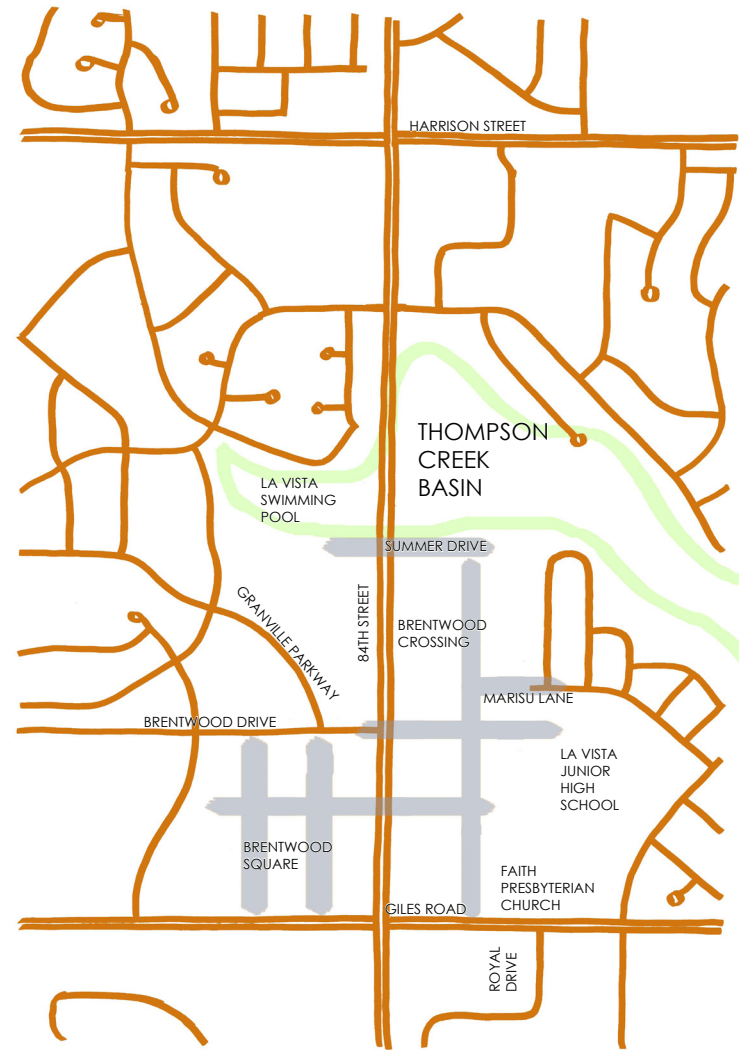 HARRISON STREET
THOMPSON
CREEK
BASIN
LA VISTA
SWIMMING
POOL
SUMMER DRIVE
84TH STREET
GRANVILLE PARKWAY
BRENTWOOD
CROSSING
MARISU LANE
BRENTWOOD DRIVE
LA VISTA
JUNIOR
HIGH
SCHOOL
BRENTWOOD
SQUARE
FAITH
PRESBYTERIAN
CHURCH
GILES ROAD
ROYAL
DRIVE